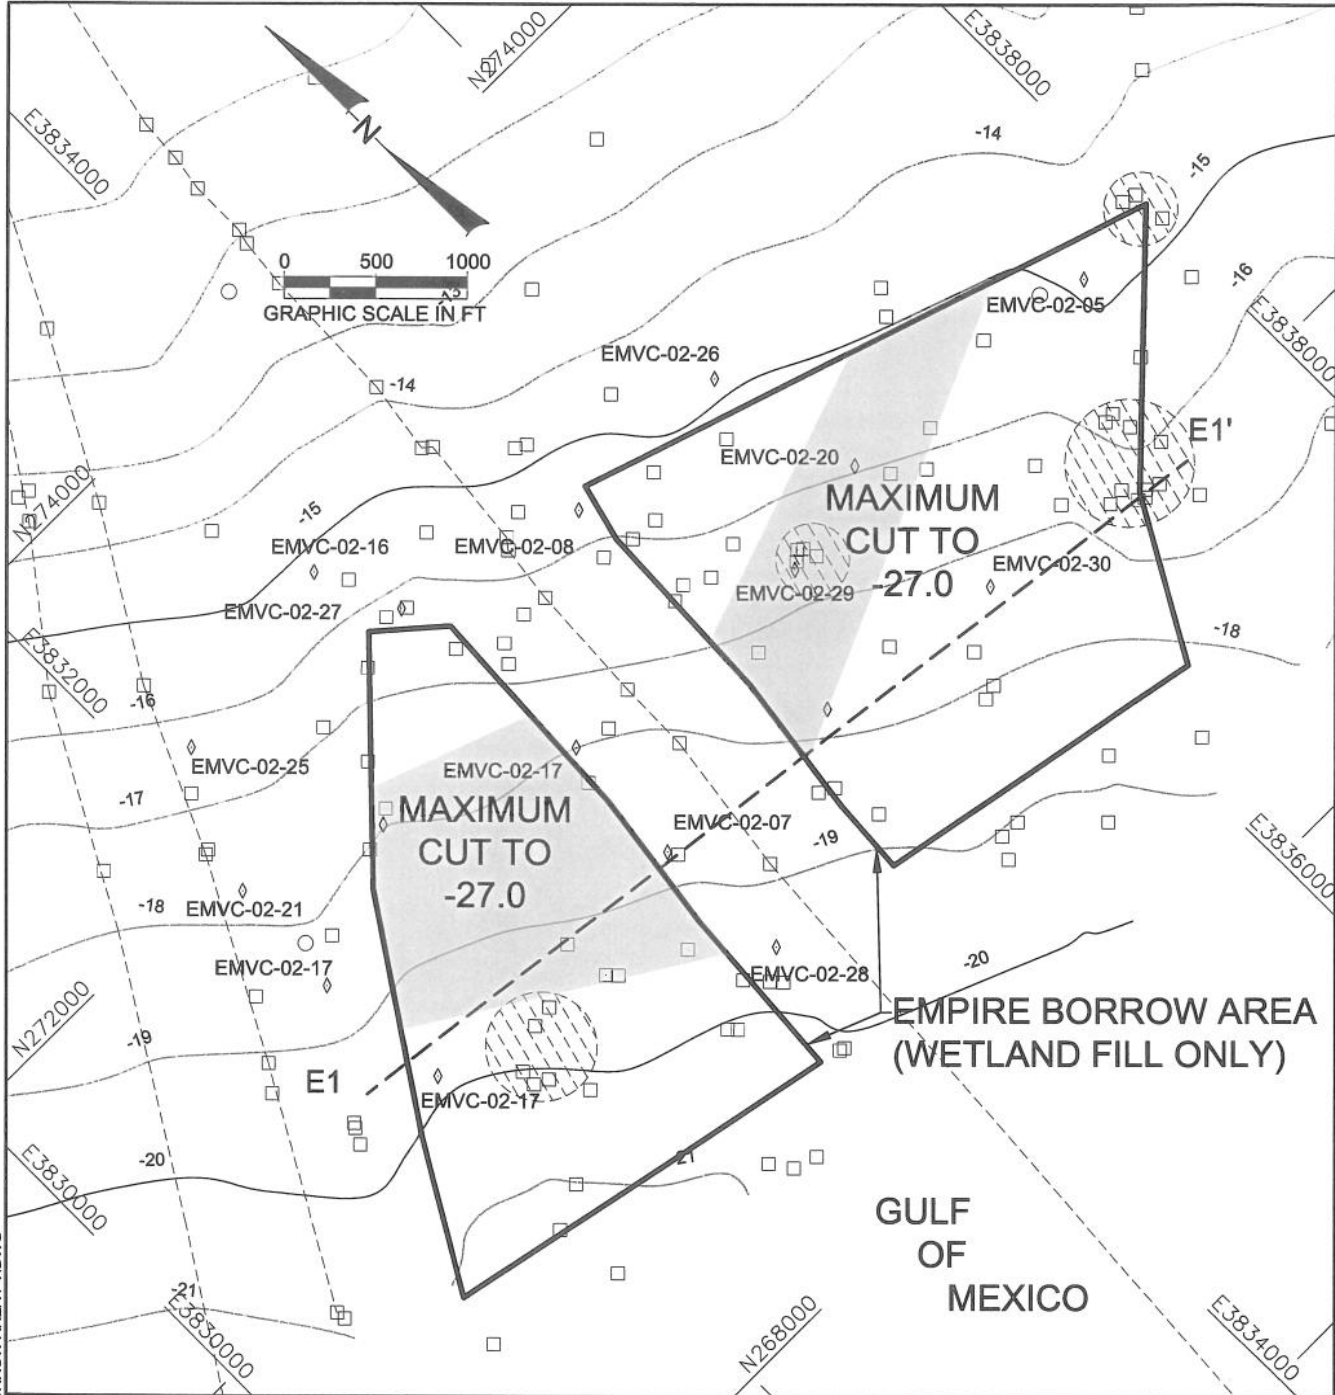 N274000
E3838000
E3834000
N
-14
-15
0 500 1000
-13
GRAPHIC SCALE IN FT
-16
EMVC-02-05
E3838000
EMVC-02-26
-14
E1'
EMVC-02-20
N274000
MAXIMUM
CUT TO
-27.0
-15
EMVC-02-16
EMVC-02-08
EMVC-02-30
EMVC-02-29
EMVC-02-27
-18
E3832000
-16
EMVC-02-25
EMVC-02-17
-17
MAXIMUM
CUT TO
-27.0
EMVC-02-07
-19
E3836000
-18
EMVC-02-21
EMVC-02-17
EMVC-02-28
-20
N272000
EMPIRE BORROW AREA
(WETLAND FILL ONLY)
-19
E1
EMVC-02-17
-20
21
E3830000
GULF
OF
MEXICO
-21
E3830000
N268000
E3834000